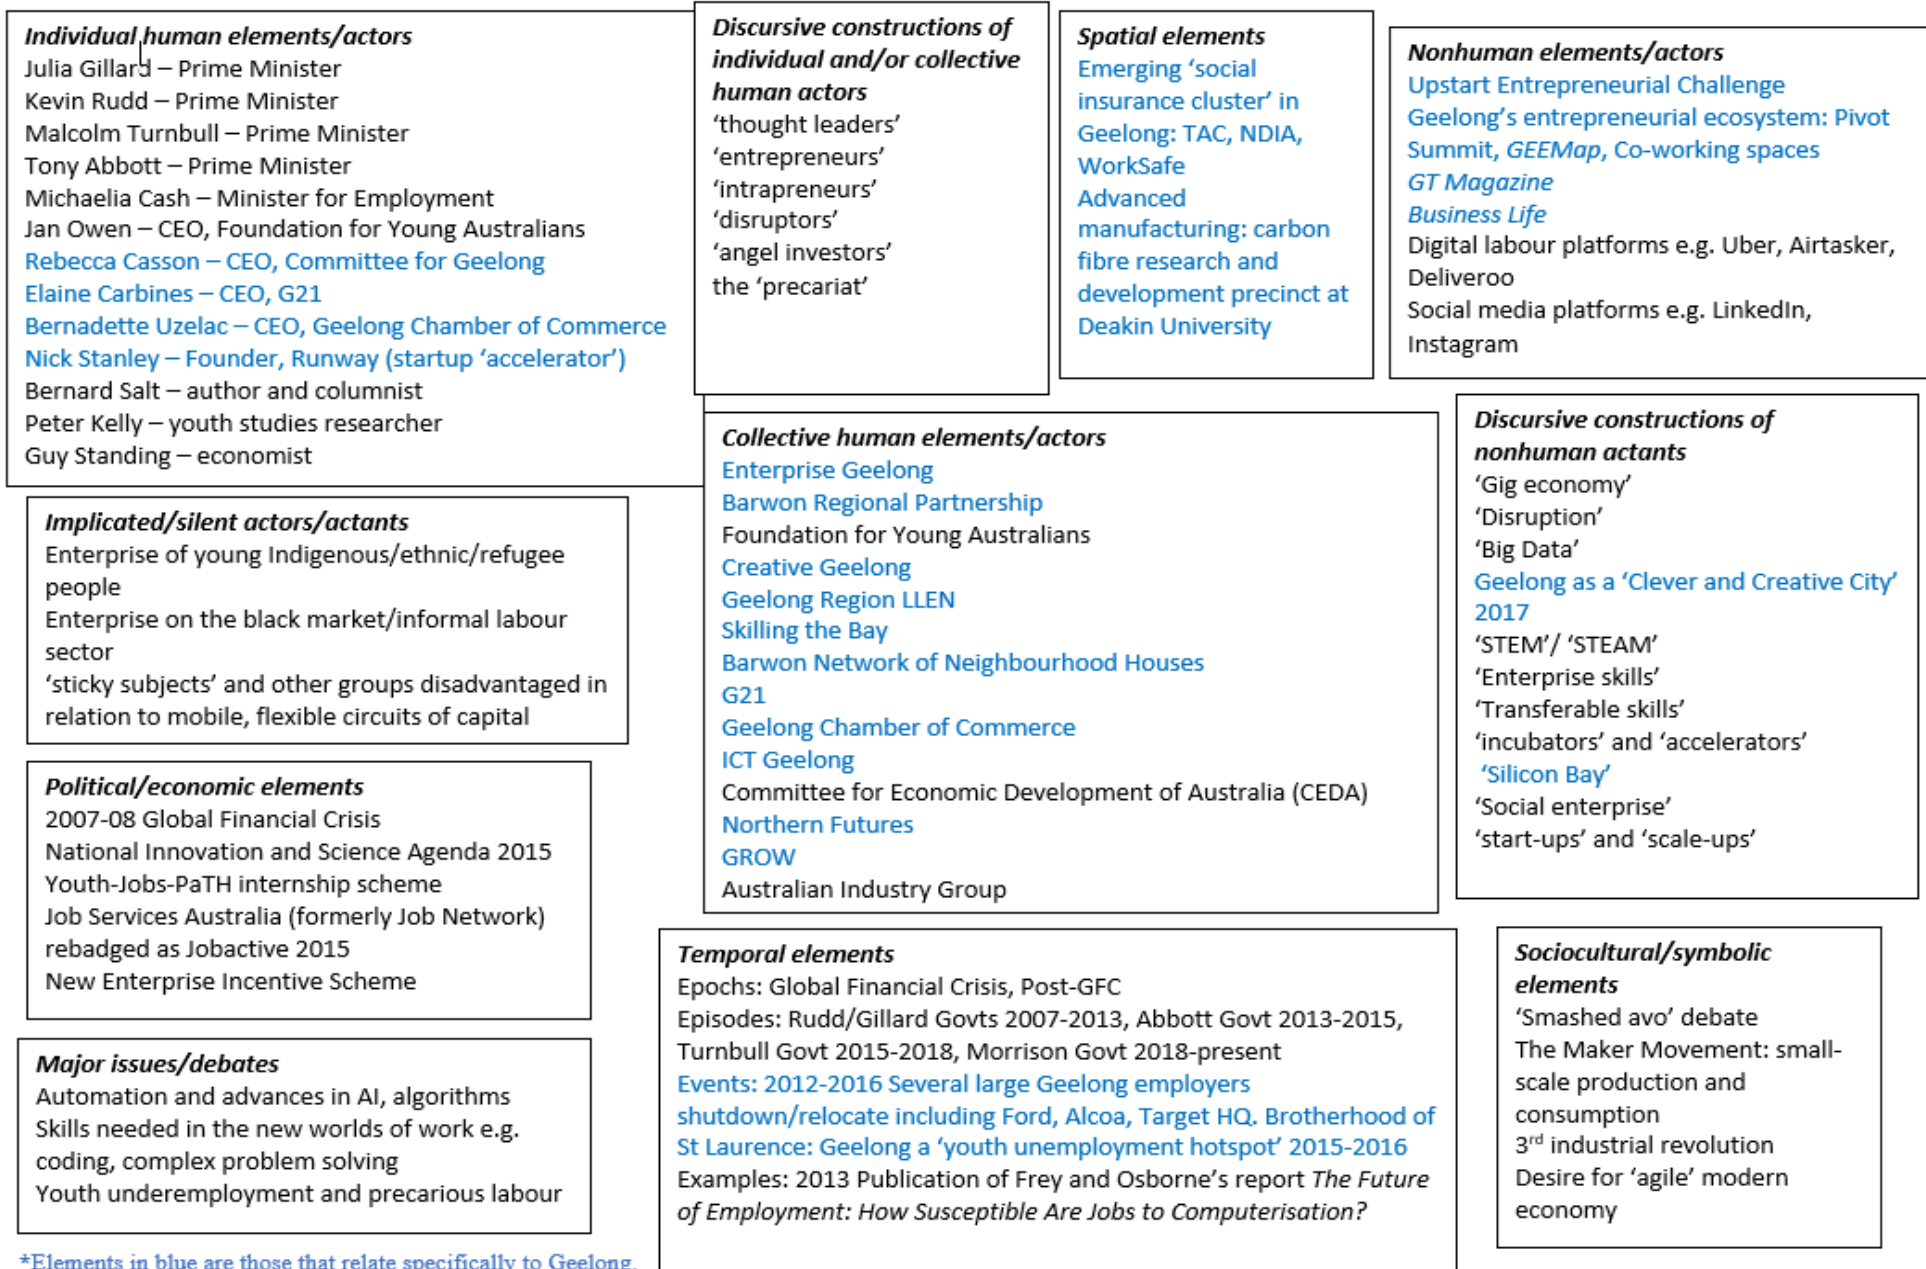 Individual human elements/actors
Julia Gillard – Prime Minister
Kevin Rudd – Prime Minister
Malcolm Turnbull – Prime Minister
Tony Abbott – Prime Minister
Michaelia Cash – Minister for Employment
Jan Owen – CEO, Foundation for Young Australians
Rebecca Casson – CEO, Committee for Geelong
Elaine Carbines – CEO, G21
Bernadette Uzelac – CEO, Geelong Chamber of Commerce
Nick Stanley – Founder, Runway (startup ‘accelerator’)
Bernard Salt – author and columnist
Peter Kelly – youth studies researcher
Guy Standing – economist
Discursive constructions of
individual and/or collective
human actors
‘thought leaders’
‘entrepreneurs’
‘intrapreneurs’
‘disruptors’
‘angel investors’
the ‘precariat’
Spatial elements
Emerging ‘social
insurance cluster’ in
Geelong: TAC, NDIA,
WorkSafe
Advanced
manufacturing: carbon
fibre research and
development precinct at
Deakin University
Nonhuman elements/actors
Upstart Entrepreneurial Challenge
Geelong’s entrepreneurial ecosystem: Pivot
Summit, GEEMap, Co-working spaces
GT Magazine
Business Life
Digital labour platforms e.g. Uber, Airtasker,
Deliveroo
Social media platforms e.g. LinkedIn,
Instagram
Implicated/silent actors/actants
Enterprise of young Indigenous/ethnic/refugee
people
Enterprise on the black market/informal labour
sector
‘sticky subjects’ and other groups disadvantaged in
relation to mobile, flexible circuits of capital
Collective human elements/actors
Enterprise Geelong
Barwon Regional Partnership
Foundation for Young Australians
Creative Geelong
Geelong Region LLEN
Skilling the Bay
Barwon Network of Neighbourhood Houses
G21
Geelong Chamber of Commerce
ICT Geelong
Committee for Economic Development of Australia (CEDA)
Northern Futures
GROW
Australian Industry Group
Discursive constructions of
nonhuman actants
‘Gig economy’
‘Disruption’
‘Big Data’
Geelong as a ‘Clever and Creative City’
2017
‘STEM’/ ‘STEAM’
‘Enterprise skills’
‘Transferable skills’
‘incubators’ and ‘accelerators’
‘Silicon Bay’
‘Social enterprise’
‘start-ups’ and ‘scale-ups’
Political/economic elements
2007-08 Global Financial Crisis
National Innovation and Science Agenda 2015
Youth-Jobs-PaTH internship scheme
Job Services Australia (formerly Job Network)
rebadged as Jobactive 2015
New Enterprise Incentive Scheme
Major issues/debates
Automation and advances in AI, algorithms
Skills needed in the new worlds of work e.g.
coding, complex problem solving
Youth underemployment and precarious labour
Temporal elements
Epochs: Global Financial Crisis, Post-GFC
Episodes: Rudd/Gillard Govts 2007-2013, Abbott Govt 2013-2015,
Turnbull Govt 2015-2018, Morrison Govt 2018-present
Events: 2012-2016 Several large Geelong employers
shutdown/relocate including Ford, Alcoa, Target HQ. Brotherhood of
St Laurence: Geelong a ‘youth unemployment hotspot’ 2015-2016
Examples: 2013 Publication of Frey and Osborne’s report The Future
of Employment: How Susceptible Are Jobs to Computerisation?
Sociocultural/symbolic
elements
‘Smashed avo’ debate
The Maker Movement: small-
scale production and
consumption
3rd industrial revolution
Desire for ‘agile’ modern
economy
*Elements in blue are those that relate specifically to Geelong.